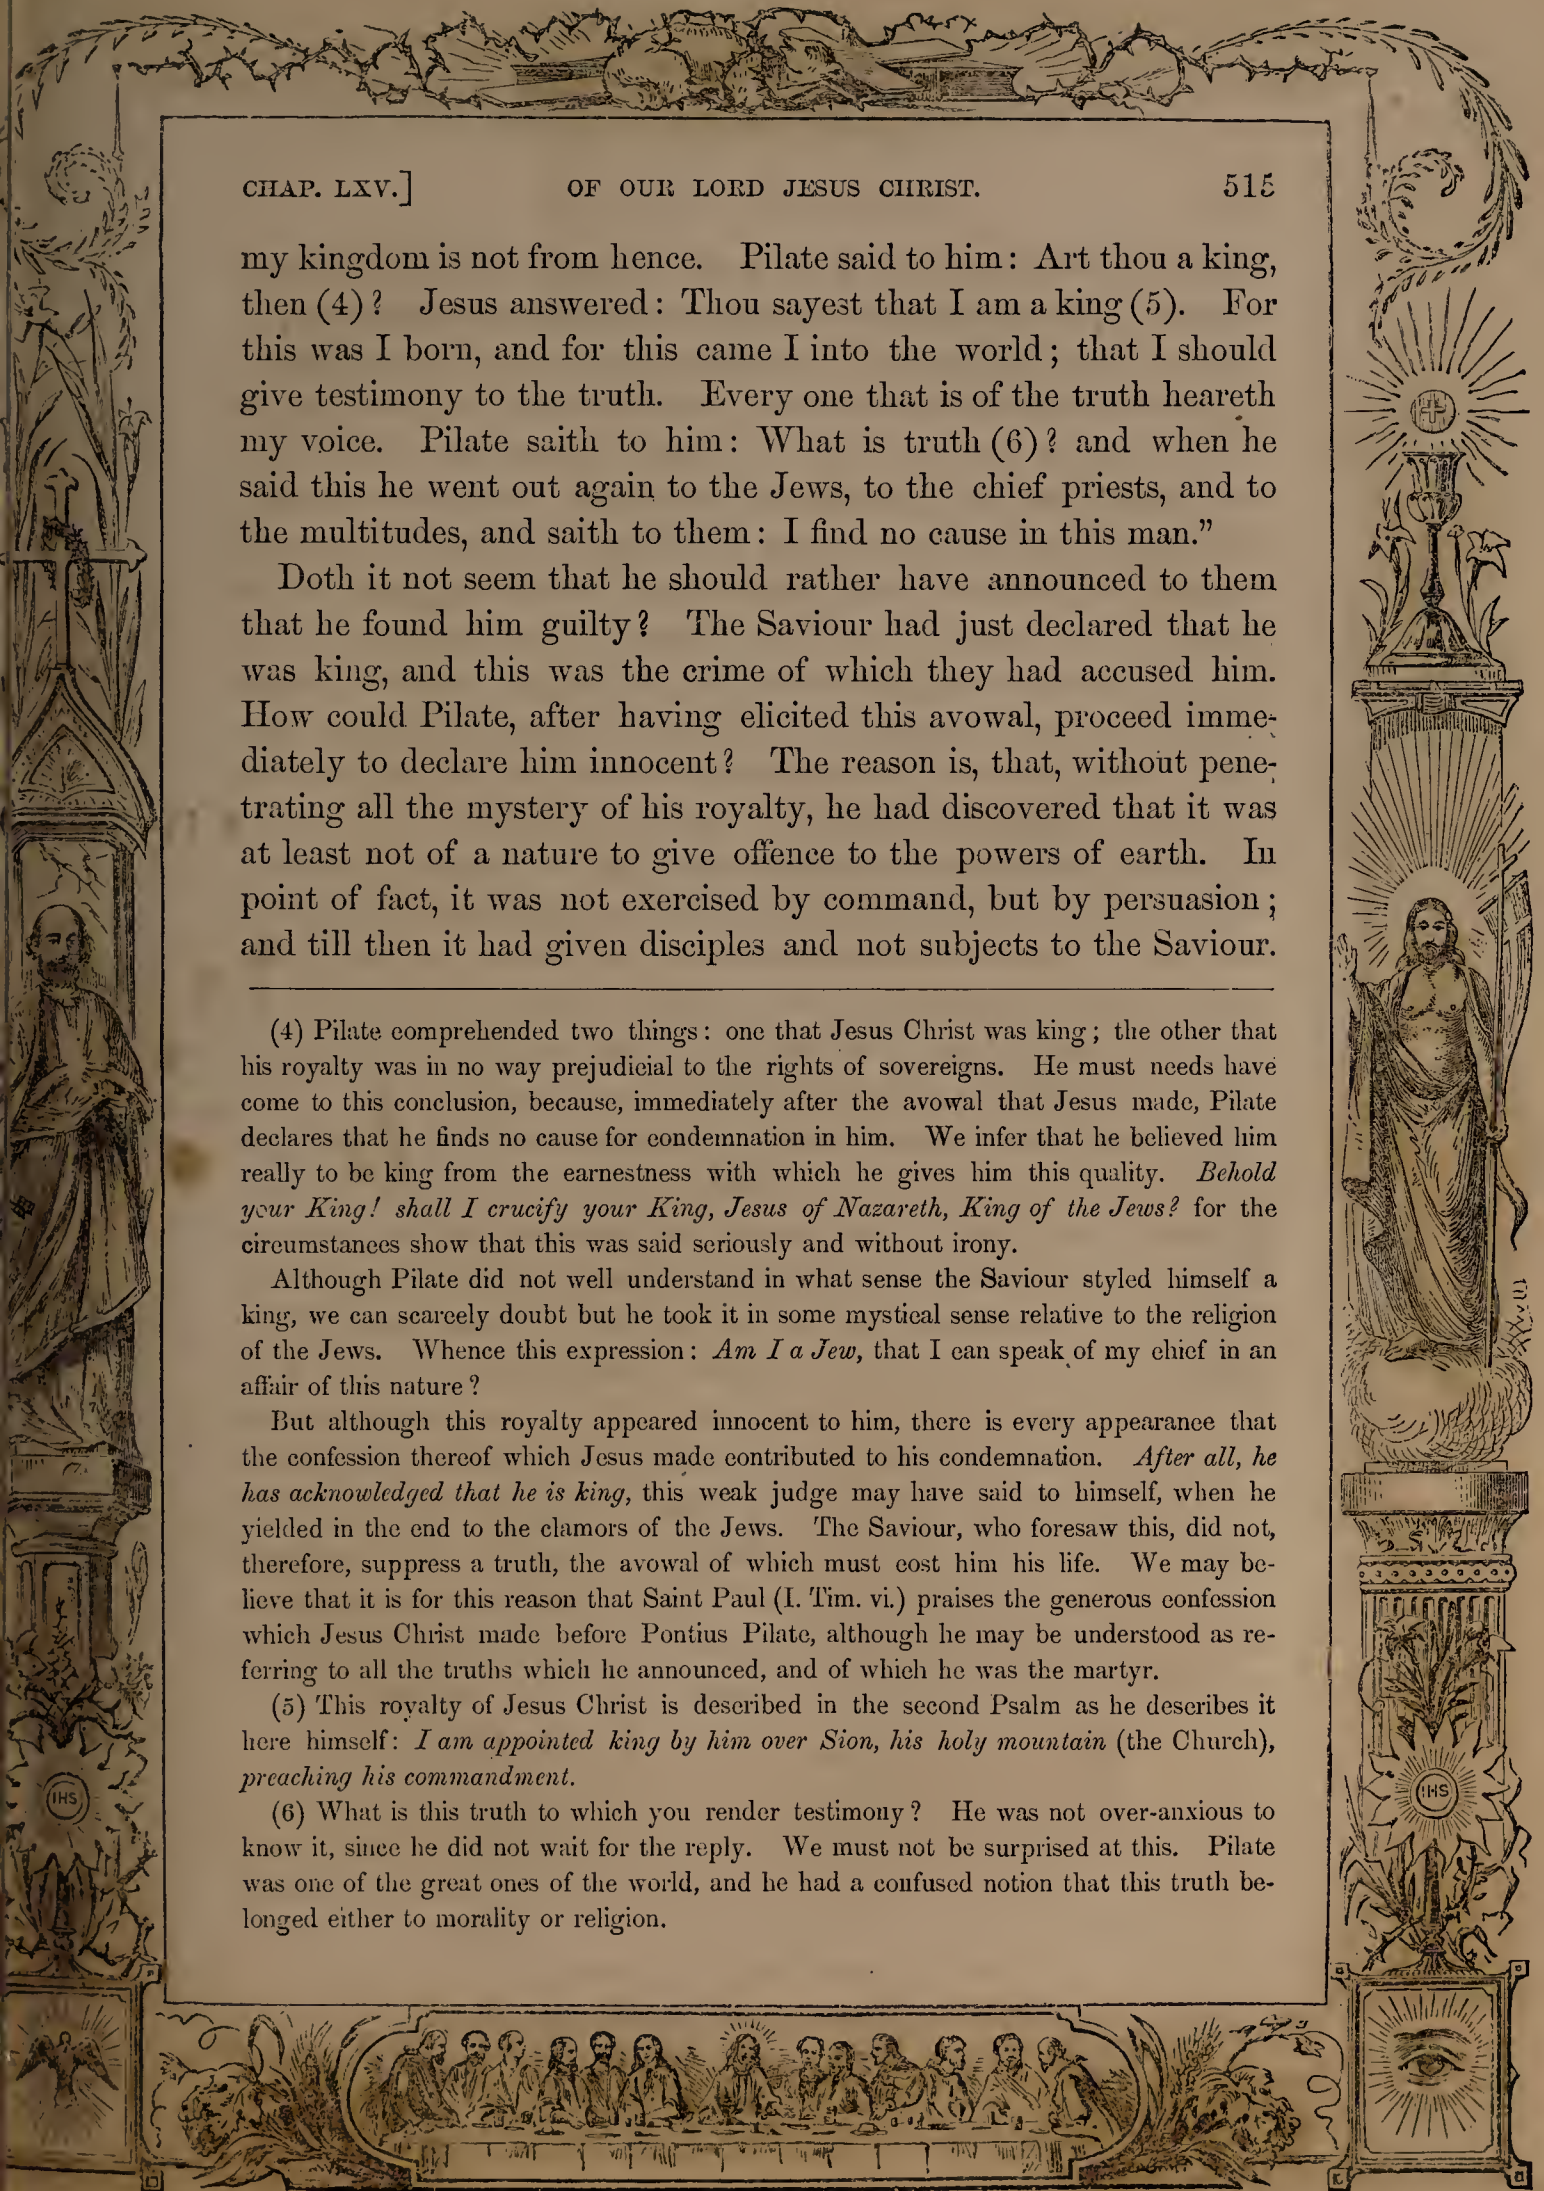 CHAP. LXV.] OF OUR LORD JESUS CHRIST. 515
my kingdom is not from hence. Pilate said to him: Art thou a king,
then (4)? Jesus answered: Thou sayest that I am a king (5). For
this was I born, and for this came I into the world; that I should
give testimony to the truth. Every one that is of the truth heareth
my voice. Pilate saith to him: What is truth (6)? and when he
said this he went out again to the Jews, to the chief priests, and to
the multitudes, and saith to them: I find no cause in this man.”
Doth it not seem that he should rather have announced to them
that he found him guilty? The Saviour had just declared that he
was king, and this was the crime of which they had accused him.
How could Pilate, after having elicited this avowal, proceed imme-
diately to declare him innocent? The reason is, that, without pene-
trating all the mystery of his royalty, he had discovered that it was
at least not of a nature to give offence to the powers of earth. In
point of fact, it was not exercised by command, but by persuasion;
and till then it had given disciples and not subjects to the Saviour.
(4) Pilate comprehended two things: one that Jesus Christ was king; the other that
his royalty was in no way prejudicial to the rights of sovereigns. He must needs have
come to this conclusion, because, immediately after the avowal that Jesus made, Pilate
declares that he finds no cause for condemnation in him. We infer that he believed him
really to be king from the earnestness with which he gives him this quality. Behold
your King! shall I crucify your King, Jesus of Nazareth, King of the Jews? for the
circumstances show that this was said seriously and without irony.
Although Pilate did not well understand in what sense the Saviour styled himself a
king, we can scarcely doubt but he took it in some mystical sense relative to the religion
of the Jews. Whence this expression: Am I a Jew, that I can speak of my chief in an
affair of this nature?
But although this royalty appeared innocent to him, there is every appearance that
the confession thereof which Jesus made contributed to his condemnation. After all, he
has acknowledged that he is king, this weak judge may have said to himself, when he
yielded in the end to the clamors of the Jews. The Saviour, who foresaw this, did not,
therefore, suppress a truth, the avowal of which must cost him his life. We may be-
lieve that it is for this reason that Saint Paul (I. Tim. vi.) praises the generous confession
which Jesus Christ made before Pontius Pilate, although he may be understood as re-
ferring to all the truths which he announced, and of which he was the martyr.
(5) This royalty of Jesus Christ is described in the second Psalm as he describes it
here himself: I am appointed king by him over Sion, his holy mountain (the Church),
preaching his commandment.
(6) What is this truth to which you render testimony? He was not over-anxious to
know it, since he did not wait for the reply. We must not be surprised at this. Pilate
was one of the great ones of the world, and he had a confused notion that this truth be-
longed either to morality or religion.
IHS
IHS